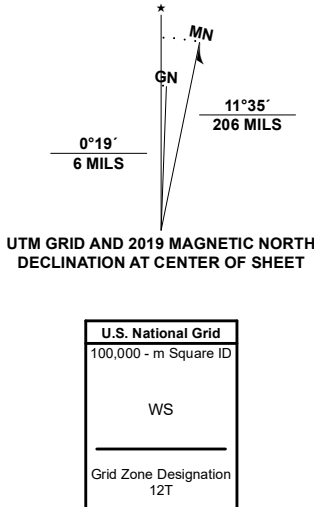 MN
GN
11°35´
206 MILS
0°19´
6 MILS
UTM GRID AND 2019 MAGNETIC NORTH
DECLINATION AT CENTER OF SHEET
U.S. National Grid
100,000 - m Square ID
WS
Grid Zone Designation
12T